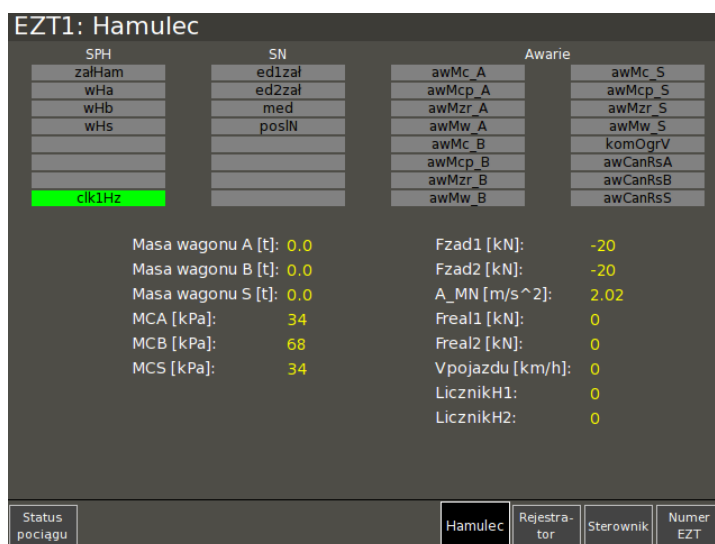 EZT1: Hamulec
SPH SN Awarie
załHam ed1zał awMc_A awMc_S
wHa ed2zał awMcp_A awMcp_S
wHb med awMzr_A awMzr_S
wHs poslN awMw_A awMw_S
awMc_B komOgrV
awMcp_B awCanRsA
awMzr_B awCanRsB
clk1Hz awMw_B awCanRsS
Masa wagonu A [t]: 0.0 Fzad1 [kN]: -20
Masa wagonu B [t]: 0.0 Fzad2 [kN]: -20
Masa wagonu S [t]: 0.0 A_MN [m/s^2]: 2.02
MCA [kPa]: 34 Freal1 [kN]: 0
MCB [kPa]: 68 Freal2 [kN]: 0
MCS [kPa]: 34 Vpojazdu [km/h]: 0
LicznikH1: 0
LicznikH2: 0
Status
pociągu
Hamulec
Rejestra-
tor
Sterownik
Numer
EZT